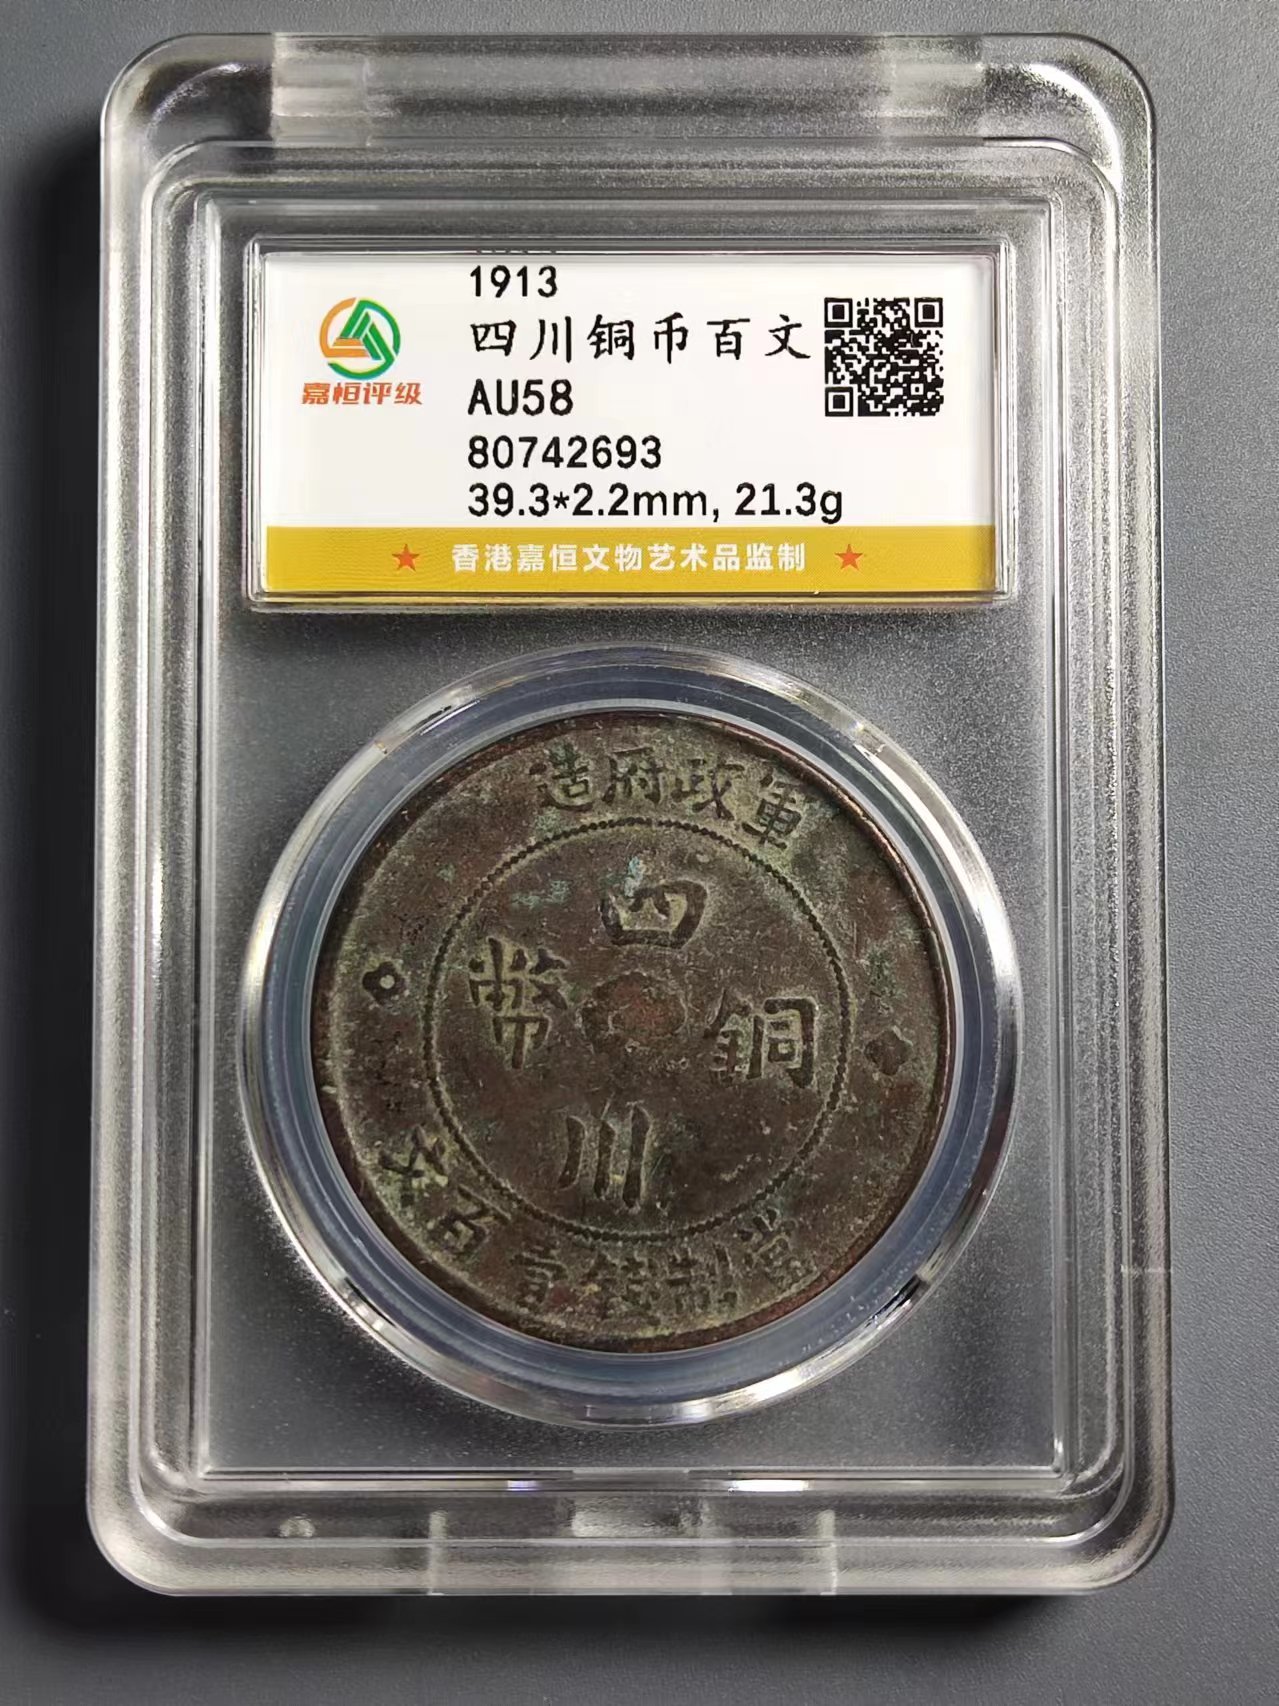 1913
四川铜币百文
AU58
80742693
39.3*2.2mm, 21.3g
嘉恒评级
香港嘉恒文物艺术品监制
軍政府造
四川銅幣
當制錢壹百文